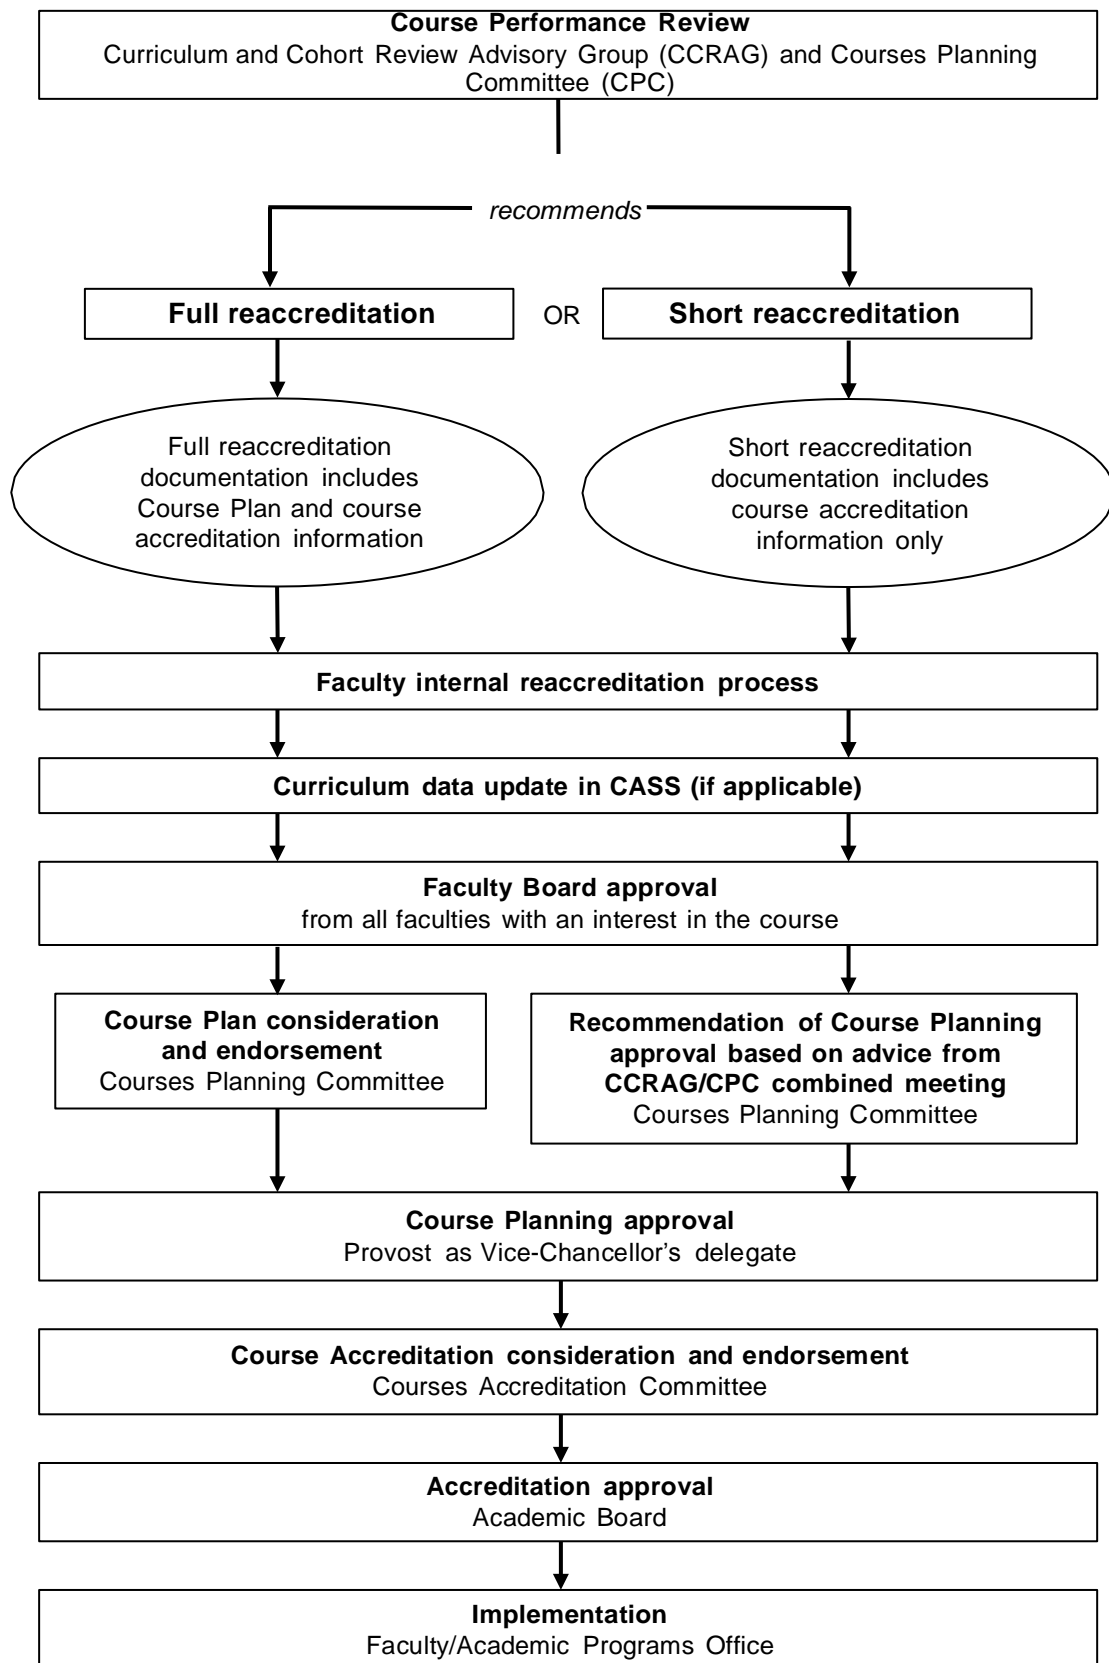 Course Performance Review
Curriculum and Cohort Review Advisory Group (CCRAG) and Courses Planning
Committee (CPC)
recommends
Full reaccreditation
OR
Short reaccreditation
Full reaccreditation
documentation includes
Course Plan and course
accreditation information
Short reaccreditation
documentation includes
course accreditation
information only
Faculty internal reaccreditation process
Curriculum data update in CASS (if applicable)
Faculty Board approval
from all faculties with an interest in the course
Course Plan consideration
and endorsement
Courses Planning Committee
Recommendation of Course Planning
approval based on advice from
CCRAG/CPC combined meeting
Courses Planning Committee
Course Planning approval
Provost as Vice-Chancellor's delegate
Course Accreditation consideration and endorsement
Courses Accreditation Committee
Accreditation approval
Academic Board
Implementation
Faculty/Academic Programs Office